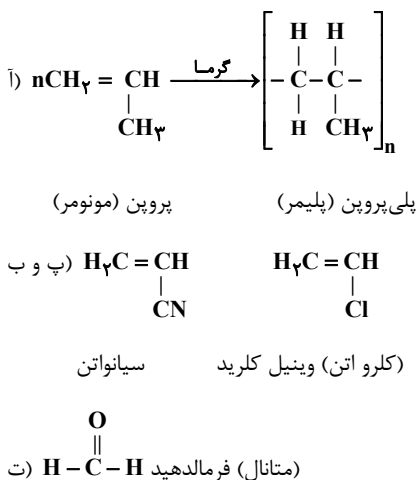 H H
| |
آ) nCH۲ = CH گرما → [– C – C –]n
| | |
CH۳ H CH۳
پلی‌پروپن (پلیمر) پروپن (مونومر)
پ و ب) H۲C = CH H۲C = CH
| |
CN Cl
سیانواتن (کلرو اتن) وینیل کلرید
O
||
ت) H – C – H فرمالدهید (متانال)